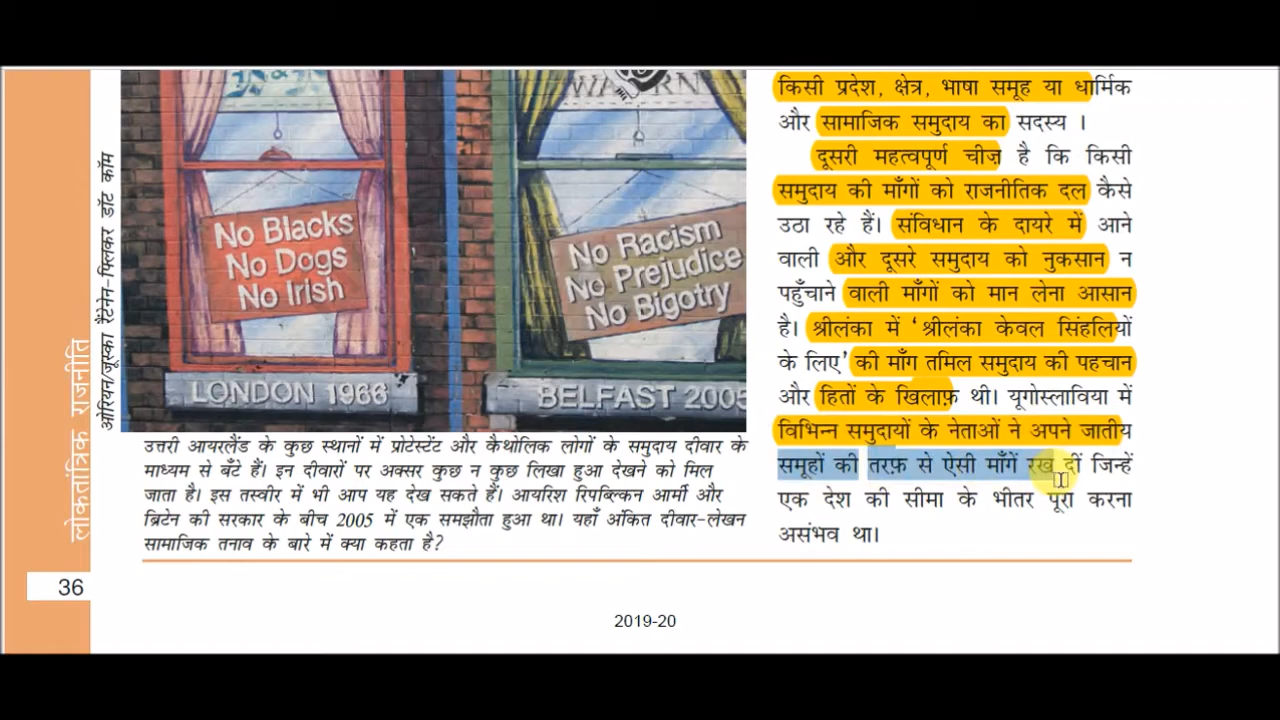 लोकतांत्रिक राजनीति
ओरियन/जूस्का रैंटेनन-फ्लिकर डॉट कॉम
No Blacks
No Dogs
No Irish
LONDON 1966
No Racism
No Prejudice
No Bigotry
BELFAST 2005
उत्तरी आयरलैंड के कुछ स्थानों में प्रोटेस्टेंट और कैथोलिक लोगों के समुदाय दीवार के
माध्यम से बँटे हैं। इन दीवारों पर अक्सर कुछ न कुछ लिखा हुआ देखने को मिल
जाता है। इस तस्वीर में भी आप यह देख सकते हैं। आयरिश रिपब्लिकन आर्मी और
ब्रिटेन की सरकार के बीच 2005 में एक समझौता हुआ था। यहाँ अंकित दीवार-लेखन
सामाजिक तनाव के बारे में क्या कहता है?
किसी प्रदेश, क्षेत्र, भाषा समूह या धार्मिक
और सामाजिक समुदाय का सदस्य ।
दूसरी महत्वपूर्ण चीज़ है कि किसी
समुदाय की माँगों को राजनीतिक दल कैसे
उठा रहे हैं। संविधान के दायरे में आने
वाली और दूसरे समुदाय को नुकसान न
पहुँचाने वाली माँगों को मान लेना आसान
है। श्रीलंका में ‘श्रीलंका केवल सिंहलियों
के लिए’ की माँग तमिल समुदाय की पहचान
और हितों के खिलाफ़ थी। यूगोस्लाविया में
विभिन्न समुदायों के नेताओं ने अपने जातीय
समूहों की तरफ़ से ऐसी माँगें रख दीं जिन्हें
एक देश की सीमा के भीतर पूरा करना
असंभव था।
36
2019-20